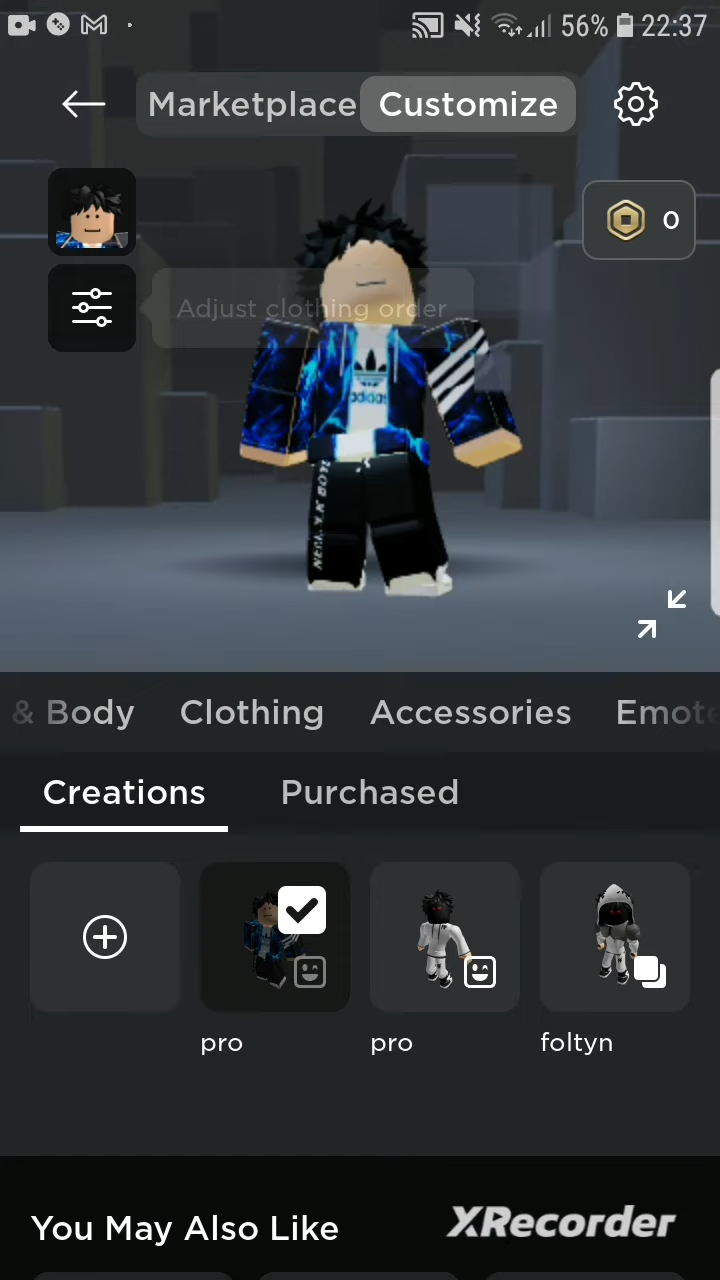 56% 22:37
Marketplace Customize
0
Adjust clothing order
adidas
& Body Clothing Accessories Emot
Creations Purchased
pro pro foltyn
You May Also Like
XRecorder